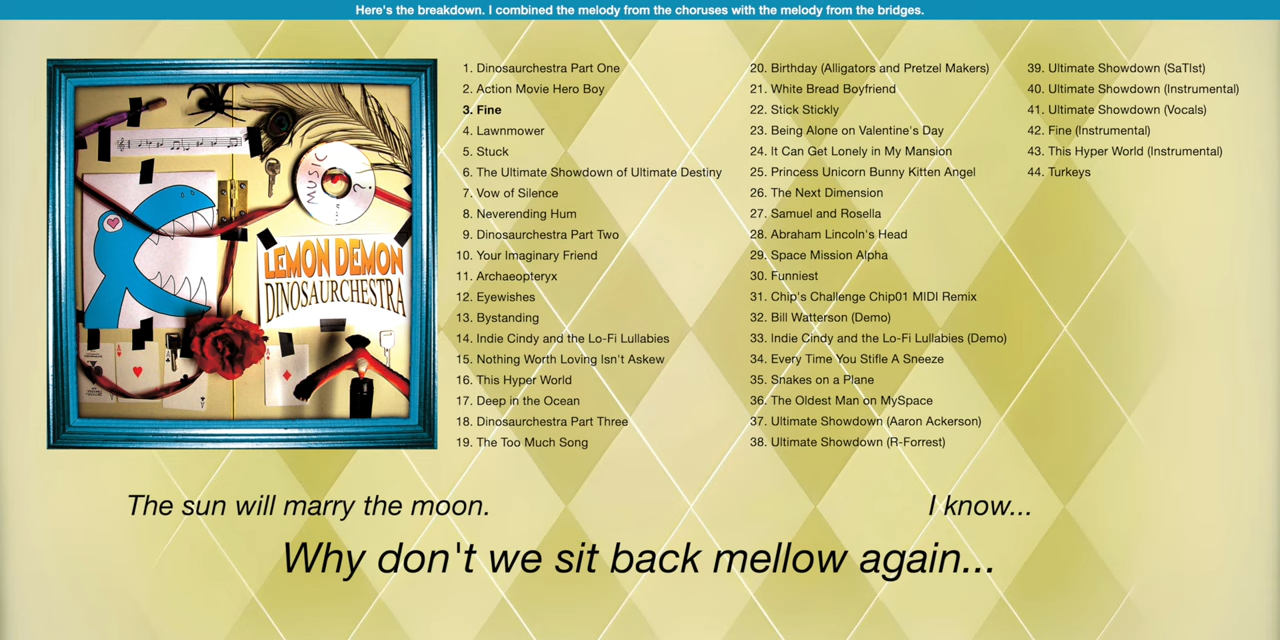 Here's the breakdown. I combined the melody from the choruses with the melody from the bridges.
MUSIC
LEMON DEMON
DINOSAURCHESTRA
1. Dinosaurchestra Part One
2. Action Movie Hero Boy
3. Fine
4. Lawnmower
5. Stuck
6. The Ultimate Showdown of Ultimate Destiny
7. Vow of Silence
8. Neverending Hum
9. Dinosaurchestra Part Two
10. Your Imaginary Friend
11. Archaeopteryx
12. Eyewishes
13. Bystanding
14. Indie Cindy and the Lo-Fi Lullabies
15. Nothing Worth Loving Isn't Askew
16. This Hyper World
17. Deep in the Ocean
18. Dinosaurchestra Part Three
19. The Too Much Song
20. Birthday (Alligators and Pretzel Makers)
21. White Bread Boyfriend
22. Stick Stickly
23. Being Alone on Valentine's Day
24. It Can Get Lonely in My Mansion
25. Princess Unicorn Bunny Kitten Angel
26. The Next Dimension
27. Samuel and Rosella
28. Abraham Lincoln's Head
29. Space Mission Alpha
30. Funniest
31. Chip's Challenge Chip01 MIDI Remix
32. Bill Watterson (Demo)
33. Indie Cindy and the Lo-Fi Lullabies (Demo)
34. Every Time You Stifle A Sneeze
35. Snakes on a Plane
36. The Oldest Man on MySpace
37. Ultimate Showdown (Aaron Ackerson)
38. Ultimate Showdown (R-Forrest)
39. Ultimate Showdown (SaTIst)
40. Ultimate Showdown (Instrumental)
41. Ultimate Showdown (Vocals)
42. Fine (Instrumental)
43. This Hyper World (Instrumental)
44. Turkeys
The sun will marry the moon.
I know...
Why don't we sit back mellow again...